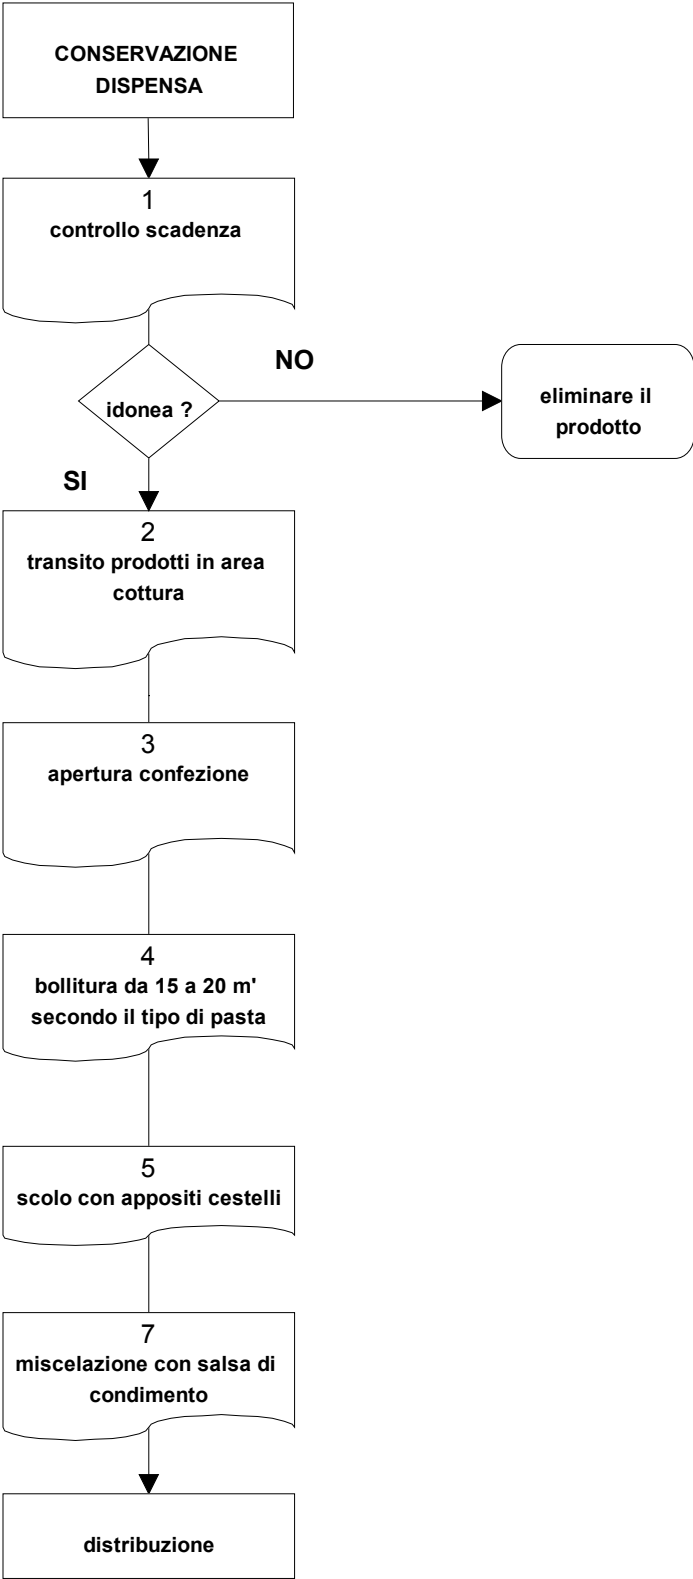 CONSERVAZIONE
DISPENSA
1
controllo scadenza
NO
idonea ?
eliminare il
prodotto
SI
2
transito prodotti in area
cottura
3
apertura confezione
4
bollitura da 15 a 20 m'
secondo il tipo di pasta
5
scolo con appositi cestelli
7
miscelazione con salsa di
condimento
distribuzione